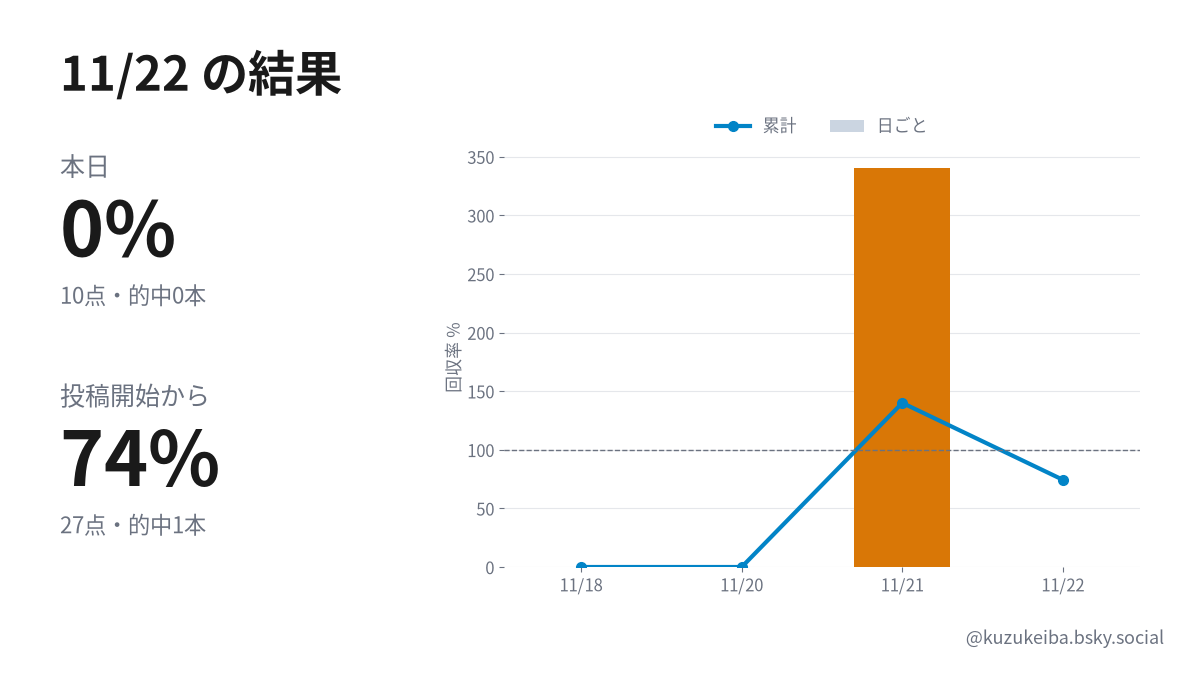 11/22 の結果
本日
0%
10点・的中0本
投稿開始から
74%
27点・的中1本
累計
日ごと
回収率 %
350
300
250
200
150
100
50
0
11/18
11/20
11/21
11/22
@kuzukeiba.bsky.social